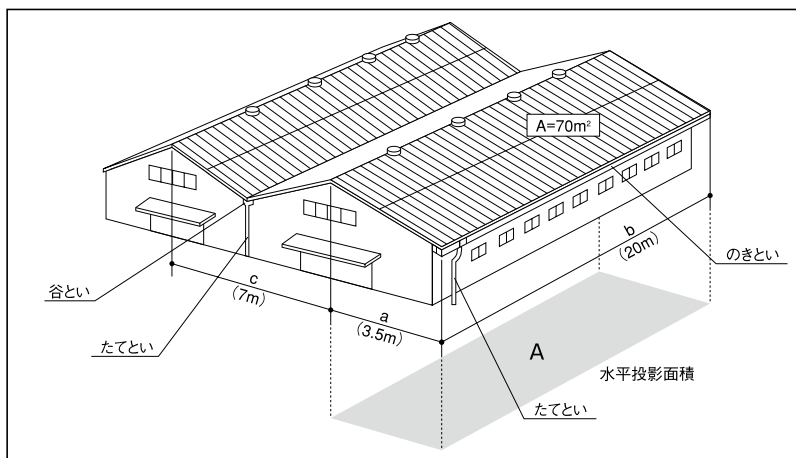 A=70m²
b
(20m)
のきとい
谷とい
c
(7m)
a
(3.5m)
たてとい
A
水平投影面積
たてとい